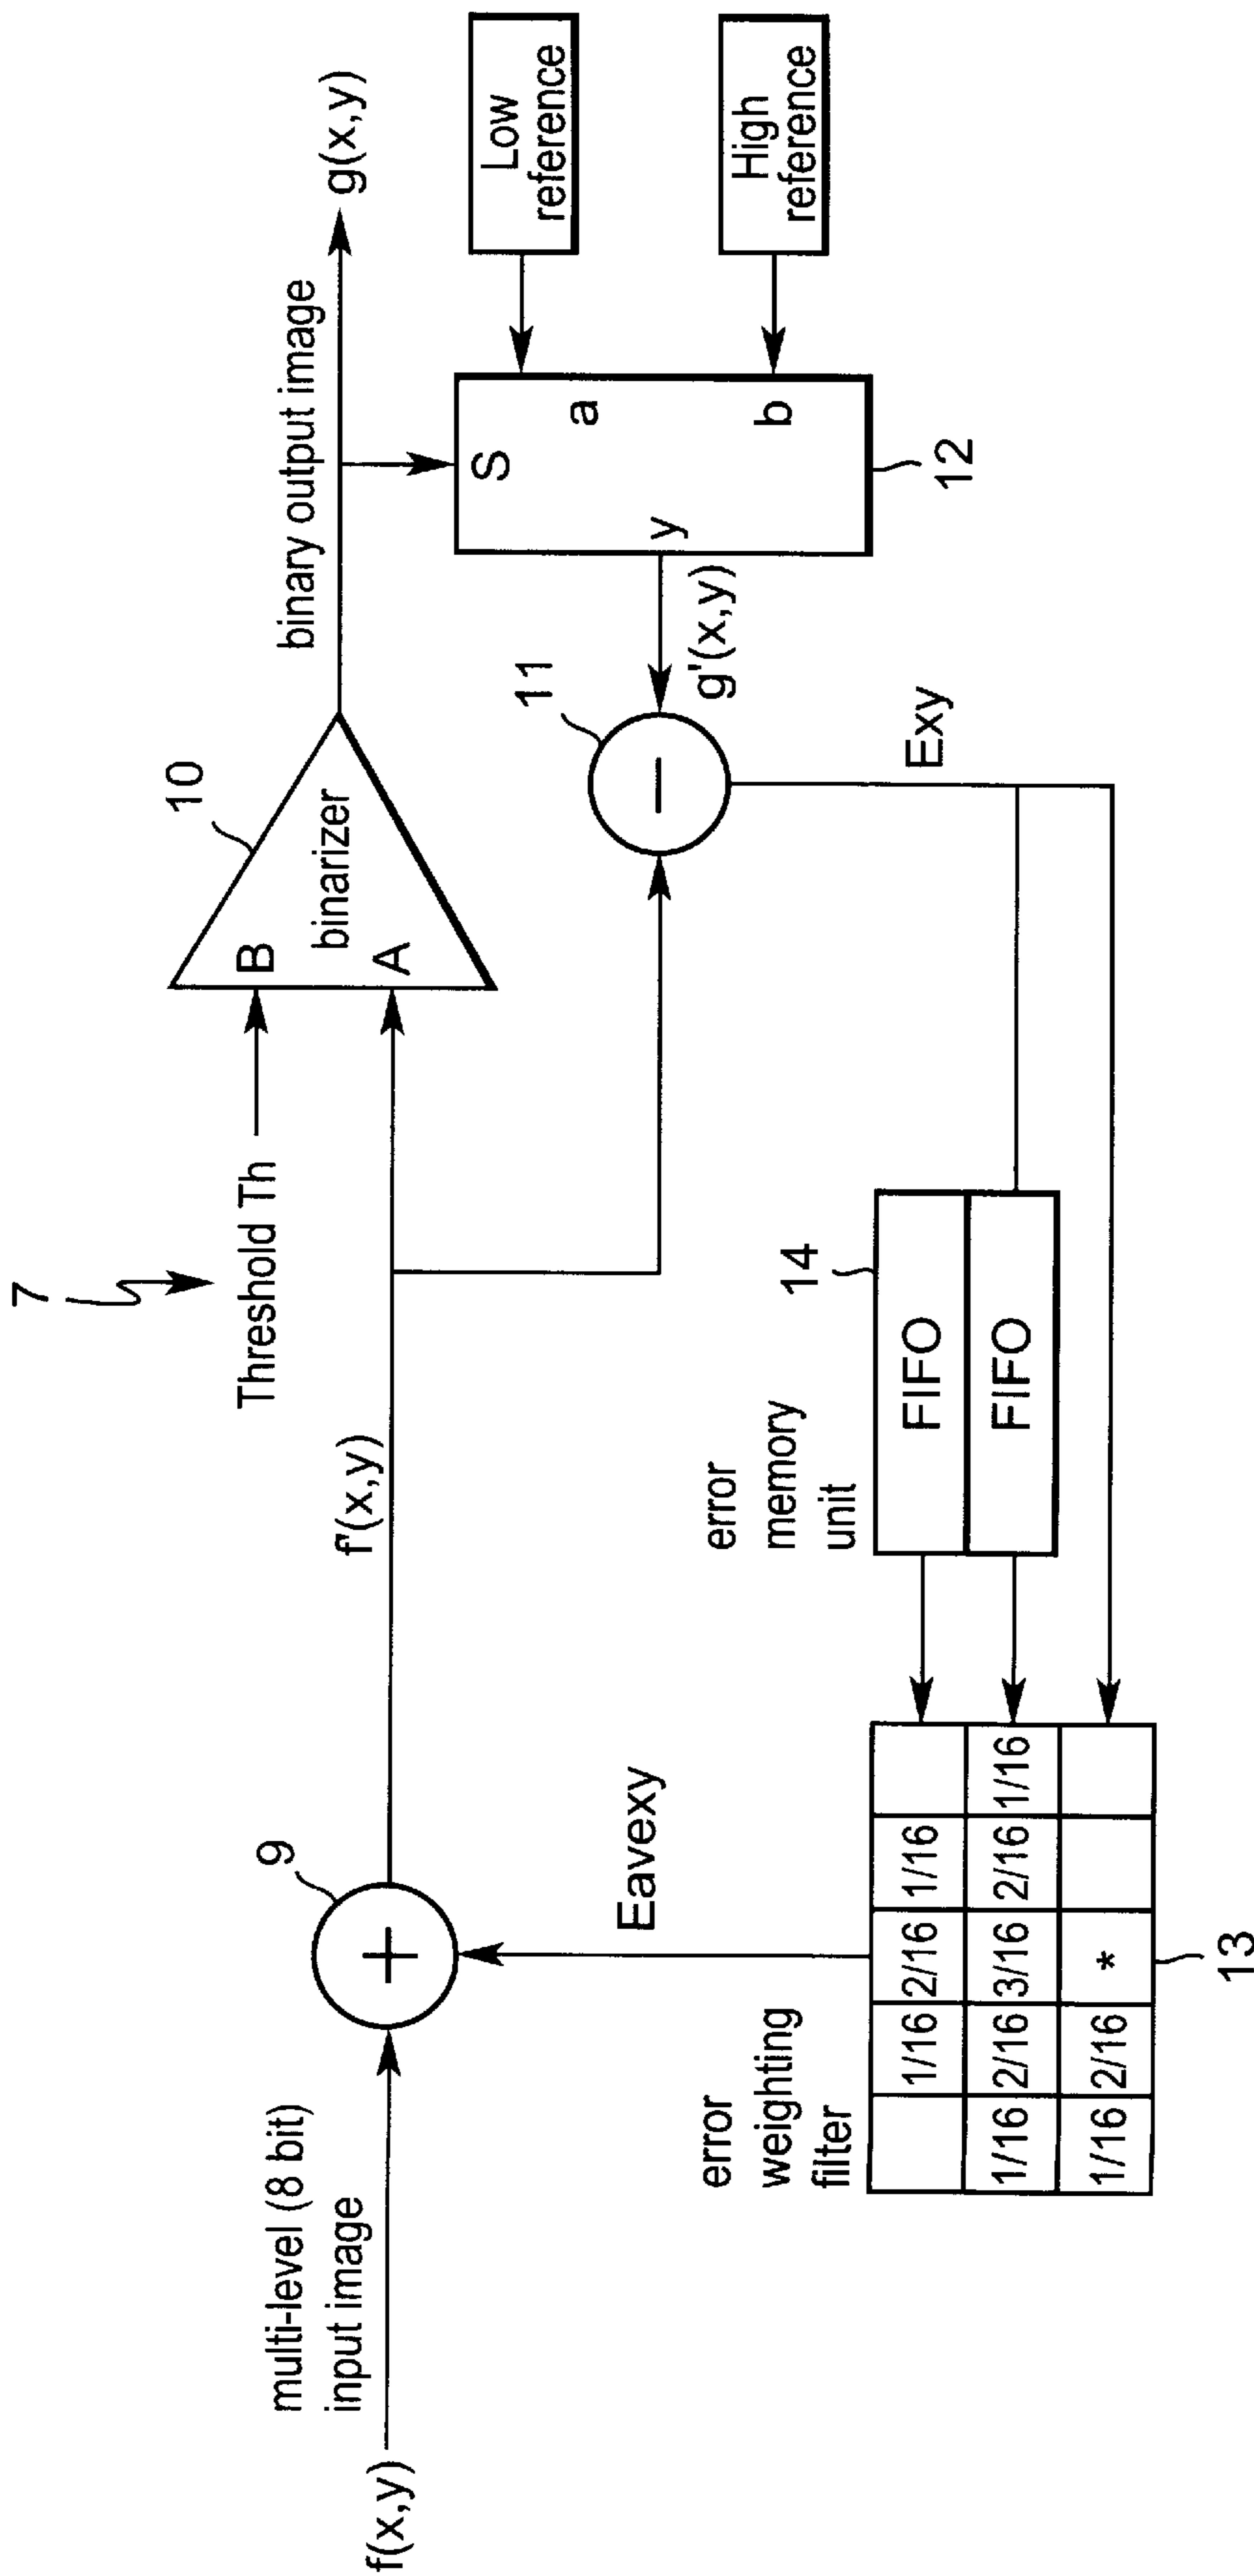 7
multi-level (8 bit)
input image
f(x,y)
9
f'(x,y)
Threshold Th
10
B
A
binarizer
binary output image
g(x,y)
11
g'(x,y)
S
a
b
y
12
Low
reference
High
reference
Exy
Eavexy
error
weighting
filter
1/16 2/16 1/16
1/16 2/16 3/16 2/16 1/16
1/16 2/16 *
13
error
memory
unit
14
FIFO
FIFO